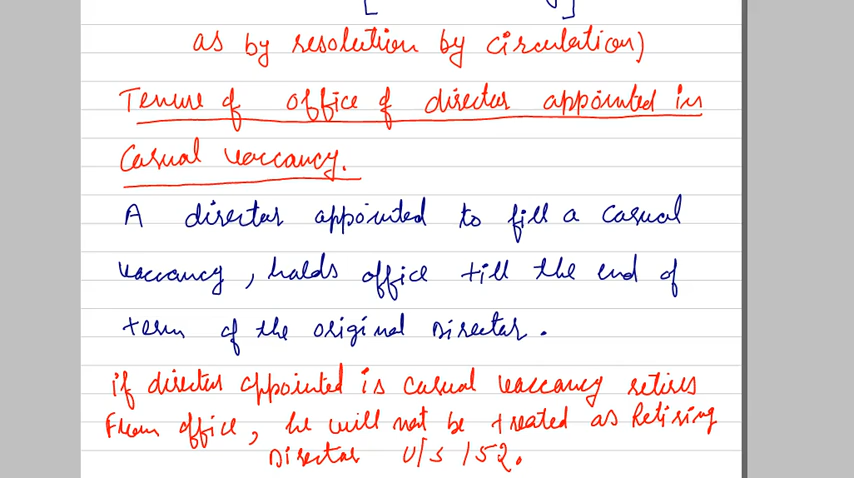 as by resolution by circulation)
Tenure of office of director appointed in
Casual vaccancy.
A director appointed to fill a casual
vaccancy, holds office till the end of
term of the original Director.
if director appointed is casual vaccancy retires
From office, he will not be treated as Retiring
Director U/S 152.